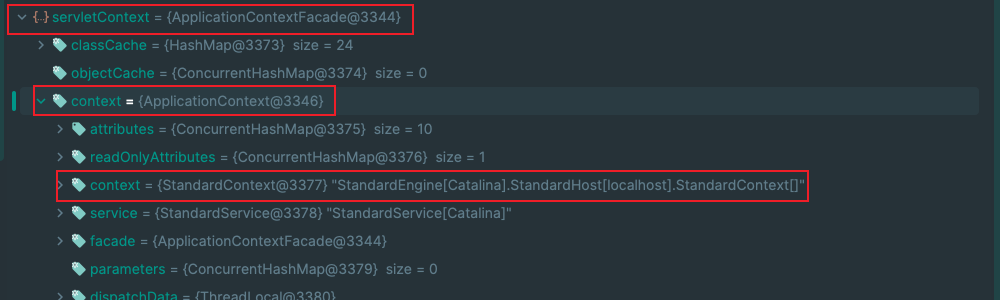 servletContext = {ApplicationContextFacade@3344}
classCache = {HashMap@3373} size = 24
objectCache = {ConcurrentHashMap@3374} size = 0
context = {ApplicationContext@3346}
attributes = {ConcurrentHashMap@3375} size = 10
readOnlyAttributes = {ConcurrentHashMap@3376} size = 1
context = {StandardContext@3377} "StandardEngine[Catalina].StandardHost[localhost].StandardContext[]"
service = {StandardService@3378} "StandardService[Catalina]"
facade = {ApplicationContextFacade@3344}
parameters = {ConcurrentHashMap@3379} size = 0
dispatchData = {ThreadLocal@3380}